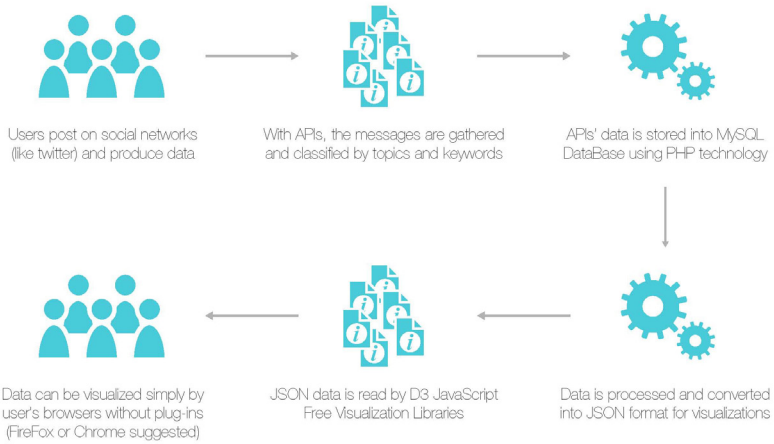 Users post on social networks
(like twitter) and produce data
With APIs, the messages are gathered
and classified by topics and keywords
APIs' data is stored into MySQL
DataBase using PHP technology
Data can be visualized simply by
user's browsers without plug-ins
(FireFox or Chrome suggested)
JSON data is read by D3 JavaScript
Free Visualization Libraries
Data is processed and converted
into JSON format for visualizations